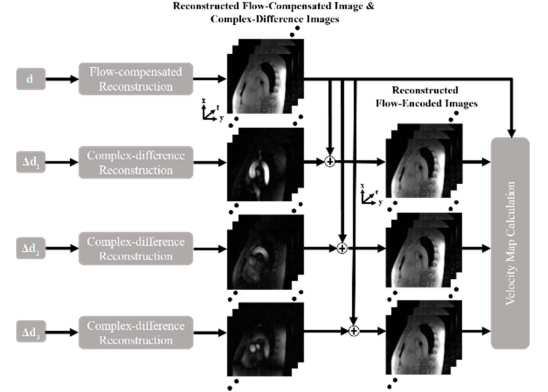 Reconstructed Flow-Compensated Image &
Complex-Difference Images
d
Flow-compensated
Reconstruction
x
t
y
Reconstructed
Flow-Encoded Images
Δd₁
Complex-difference
Reconstruction
x
t
y
Δd₂
Complex-difference
Reconstruction
Δd₃
Complex-difference
Reconstruction
Velocity Map Calculation